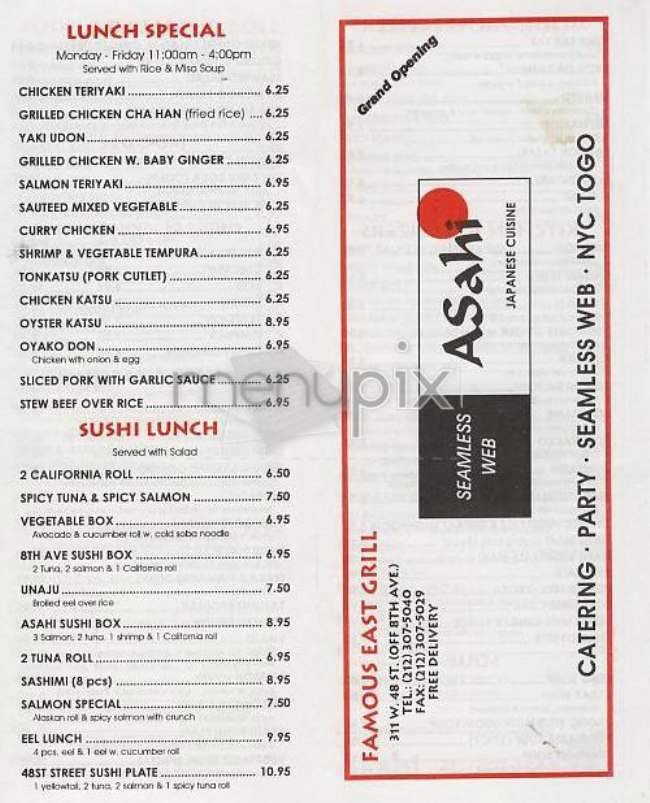 LUNCH SPECIAL
Monday - Friday 11:00am - 4:00pm
Served with Rice & Miso Soup
CHICKEN TERIYAKI ........................................ 6.25
GRILLED CHICKEN CHA HAN (fried rice) .... 6.25
YAKI UDON .................................................... 6.25
GRILLED CHICKEN W. BABY GINGER .......... 6.25
SALMON TERIYAKI ......................................... 6.95
SAUTEED MIXED VEGETABLE ......................... 6.25
CURRY CHICKEN ........................................... 6.95
SHRIMP & VEGETABLE TEMPURA .................. 6.25
TONKATSU (PORK CUTLET) ........................... 6.25
CHICKEN KATSU ............................................ 6.25
OYSTER KATSU ............................................... 8.95
OYAKO DON ................................................. 6.95
Chicken with onion & egg
SLICED PORK WITH GARLIC SAUCE .............. 6.25
STEW BEEF OVER RICE ................................... 6.95
SUSHI LUNCH
Served with Salad
2 CALIFORNIA ROLL ...................................... 6.50
SPICY TUNA & SPICY SALMON .................... 7.50
VEGETABLE BOX ............................................ 6.95
Avocado & cucumber roll w. cold soba noodle
8TH AVE SUSHI BOX ....................................... 6.95
2 Tuna, 2 salmon & 1 California roll
UNAJU ............................................................ 7.50
Broiled eel over rice
ASAHI SUSHI BOX .......................................... 8.95
3 Salmon, 2 tuna, 1 shrimp & 1 California roll
2 TUNA ROLL .................................................. 6.95
SASHIMI (8 pcs) ............................................. 8.95
SALMON SPECIAL .......................................... 7.50
Alaskan roll & spicy salmon with crunch
EEL LUNCH ..................................................... 9.95
4 pcs. eel & 1 eel w. cucumber roll
48ST STREET SUSHI PLATE ............................ 10.95
1 yellowtail, 2 tuna, 2 salmon & 1 spicy tuna roll
menupix
FAMOUS EAST GRILL
311 W. 48 ST. (OFF 8TH AVE.)
TEL.: (212) 307-5040
FAX: (212) 307-5029
FREE DELIVERY
Grand Opening
SEAMLESS
WEB
ASahi
JAPANESE CUISINE
CATERING · PARTY · SEAMLESS WEB · NYC TOGO